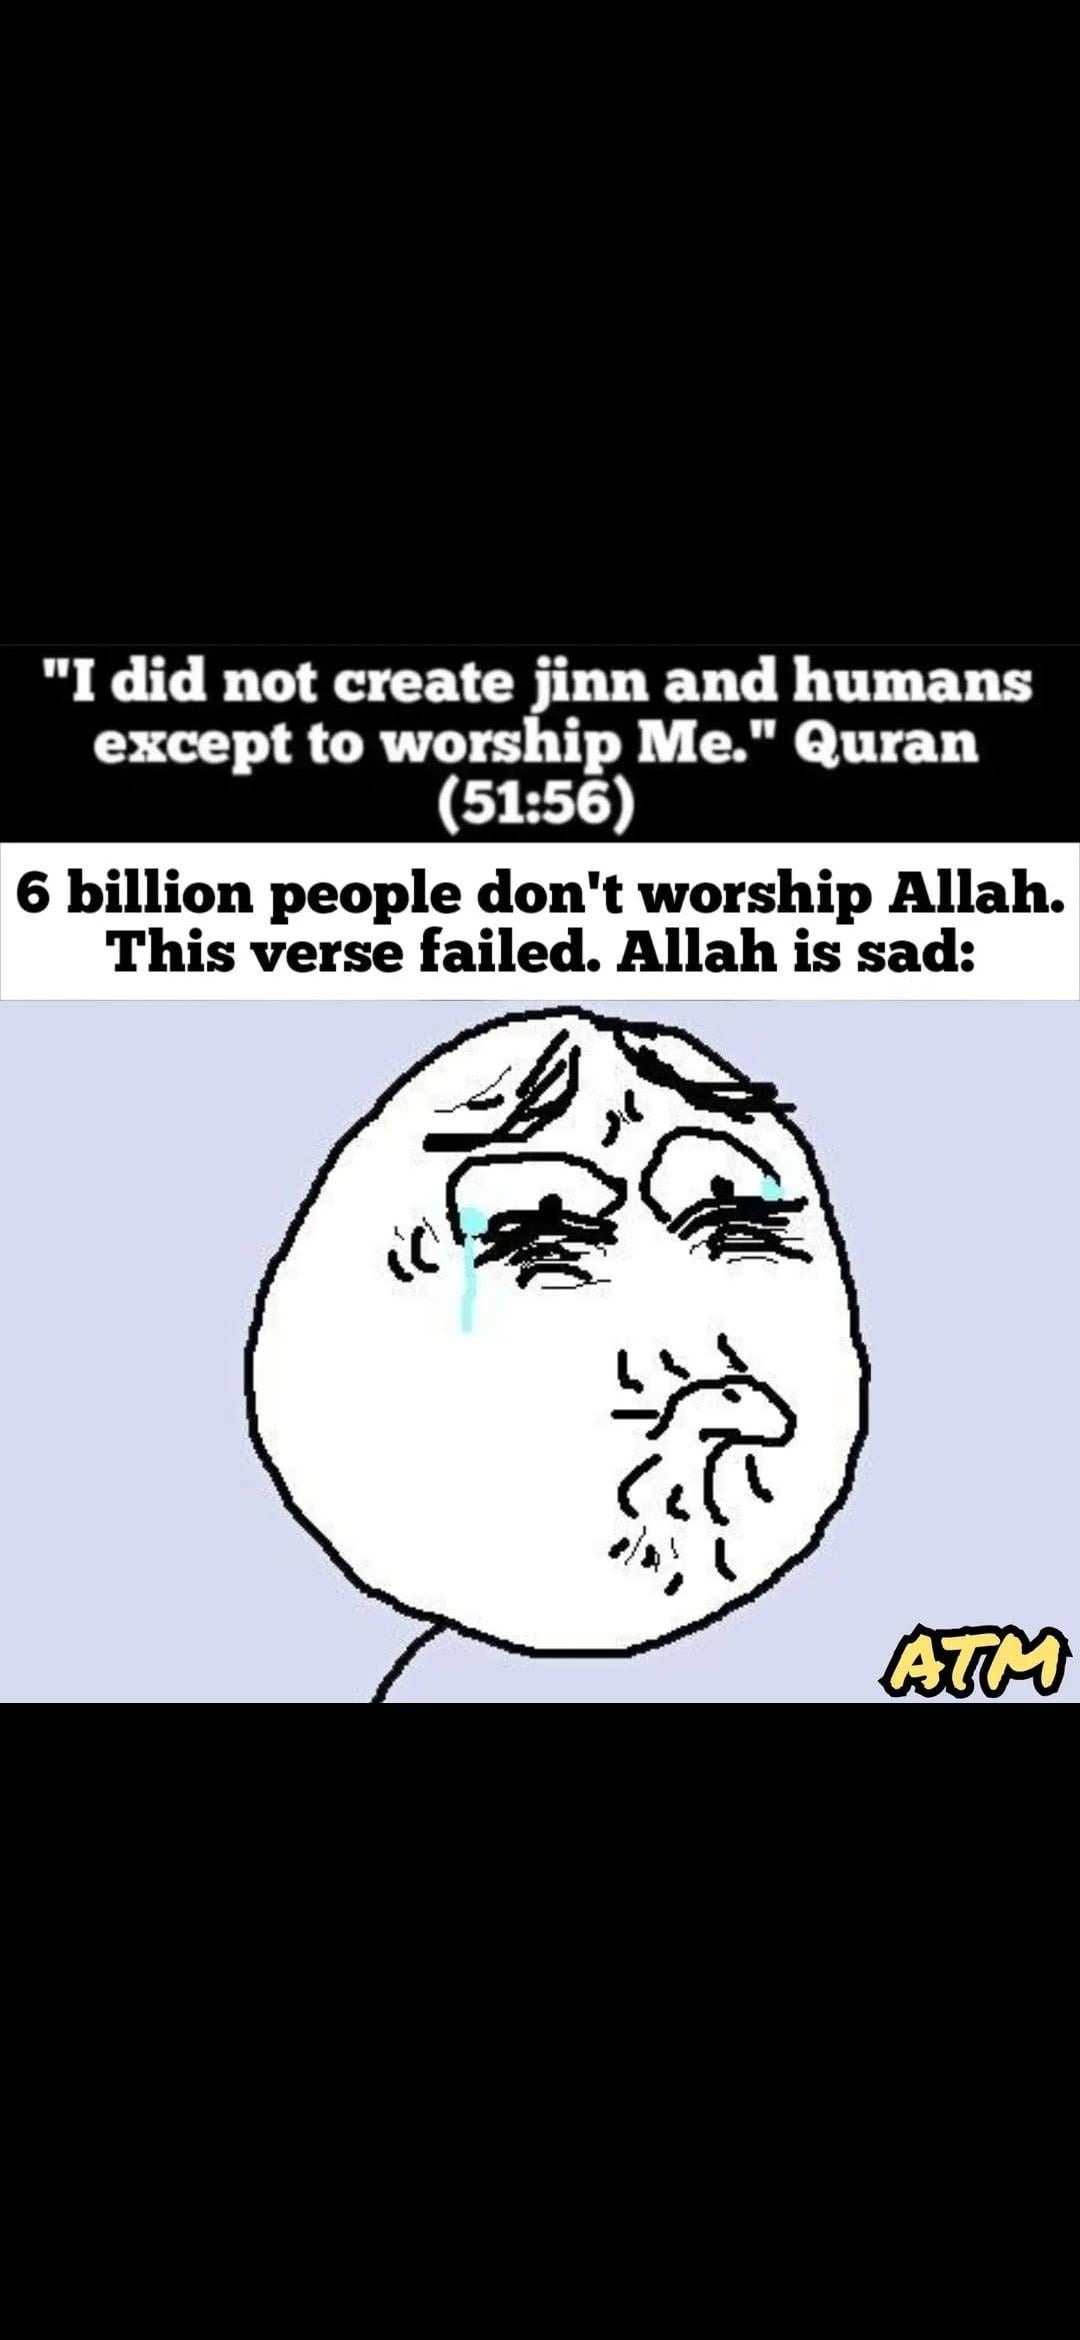 "I did not create jinn and humans
except to worship Me." Quran
(51:56)
6 billion people don't worship Allah.
This verse failed. Allah is sad:
ATM